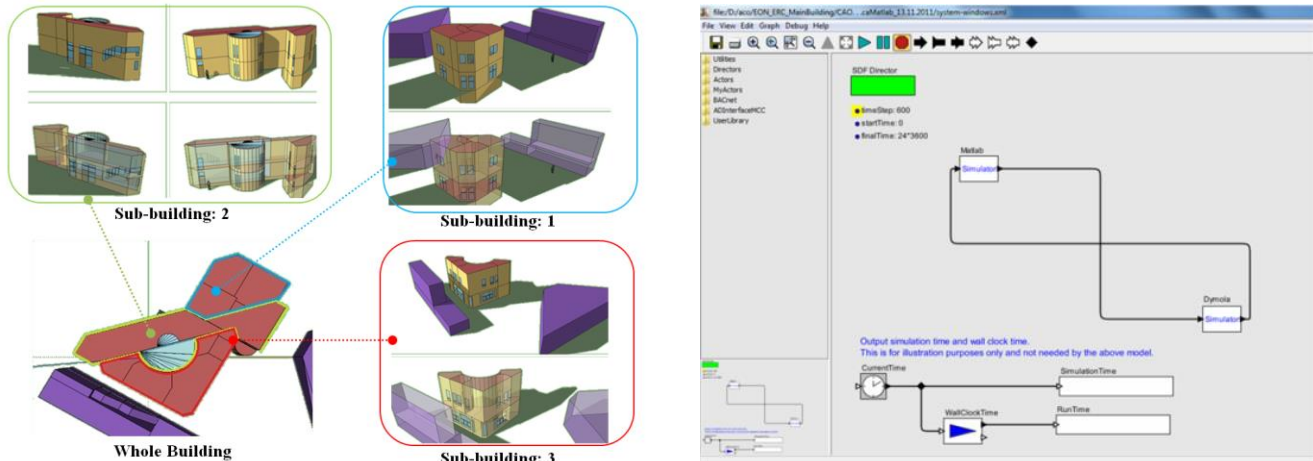 Sub-building: 2
Sub-building: 1
Whole Building
Sub-building: 3
file:/D:/aco/EON_ERC_MainBuilding/CAO... ...caMatlab_13.11.2011/system-windows.xml
File View Edit Graph Debug Help
Utilities
Directors
Actors
MyActors
BACnet
ADInterfaceMCC
UserLibrary
SDF Director
timeStep: 600
startTime: 0
finalTime: 24*3600
Matlab
Simulator
Dymola
Simulator
Output simulation time and wall clock time.
This is for illustration purposes only and not needed by the above model.
CurrentTime
SimulationTime
WallClockTime
RunTime